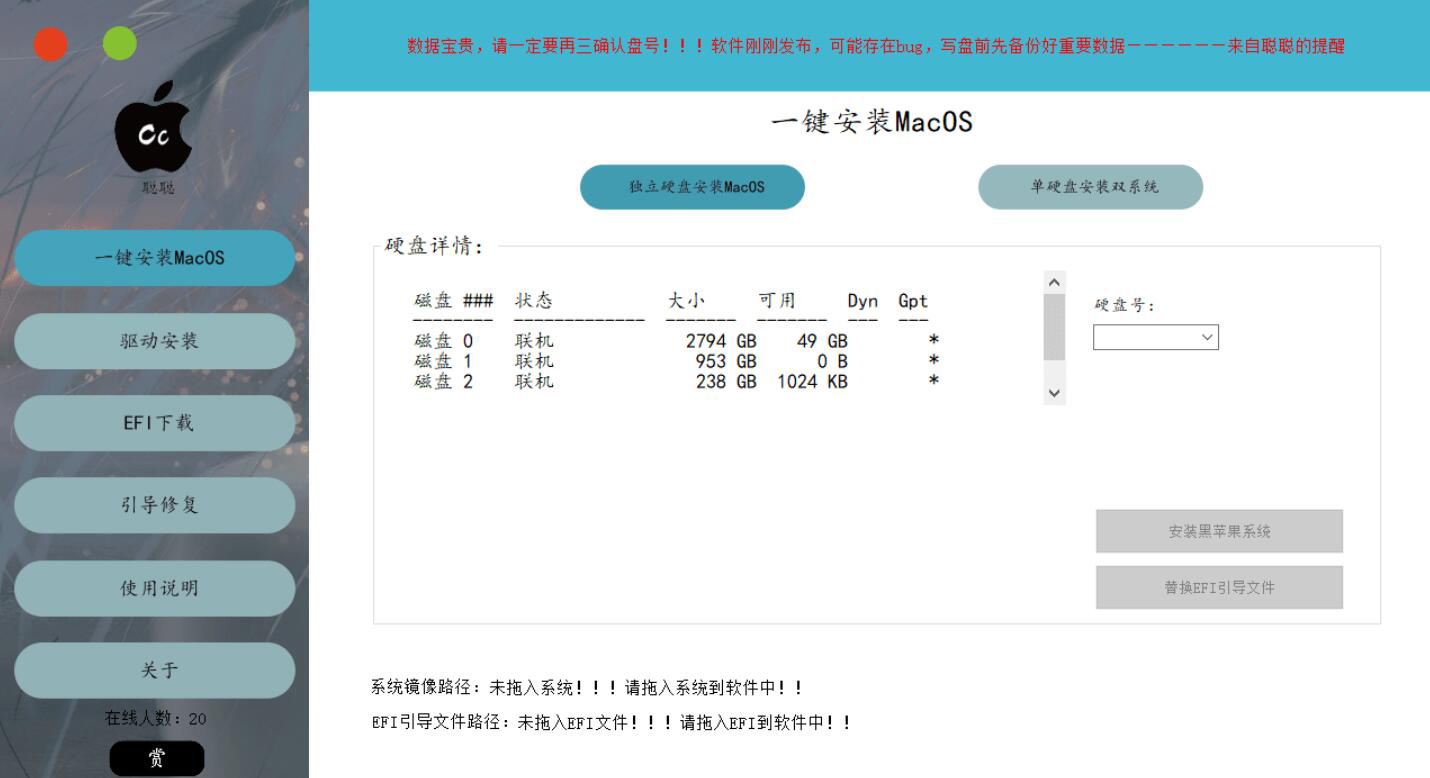 数据宝贵，请一定要再三确认盘号！！！软件刚刚发布，可能存在bug，写盘前先备份好重要数据——————来自聪聪的提醒
Cc
聪聪
一键安装MacOS
驱动安装
EFI下载
引导修复
使用说明
关于
在线人数：20
赏
一键安装MacOS
独立硬盘安装MacOS 单硬盘安装双系统
硬盘详情：
磁盘 ### 状态 大小 可用 Dyn Gpt
-------- ------------- ------- ------- --- ---
磁盘 0 联机 2794 GB 49 GB *
磁盘 1 联机 953 GB 0 B *
磁盘 2 联机 238 GB 1024 KB *
硬盘号：
安装黑苹果系统
替换EFI引导文件
系统镜像路径：未拖入系统！！！请拖入系统到软件中！！
EFI引导文件路径：未拖入EFI文件！！！请拖入EFI到软件中！！